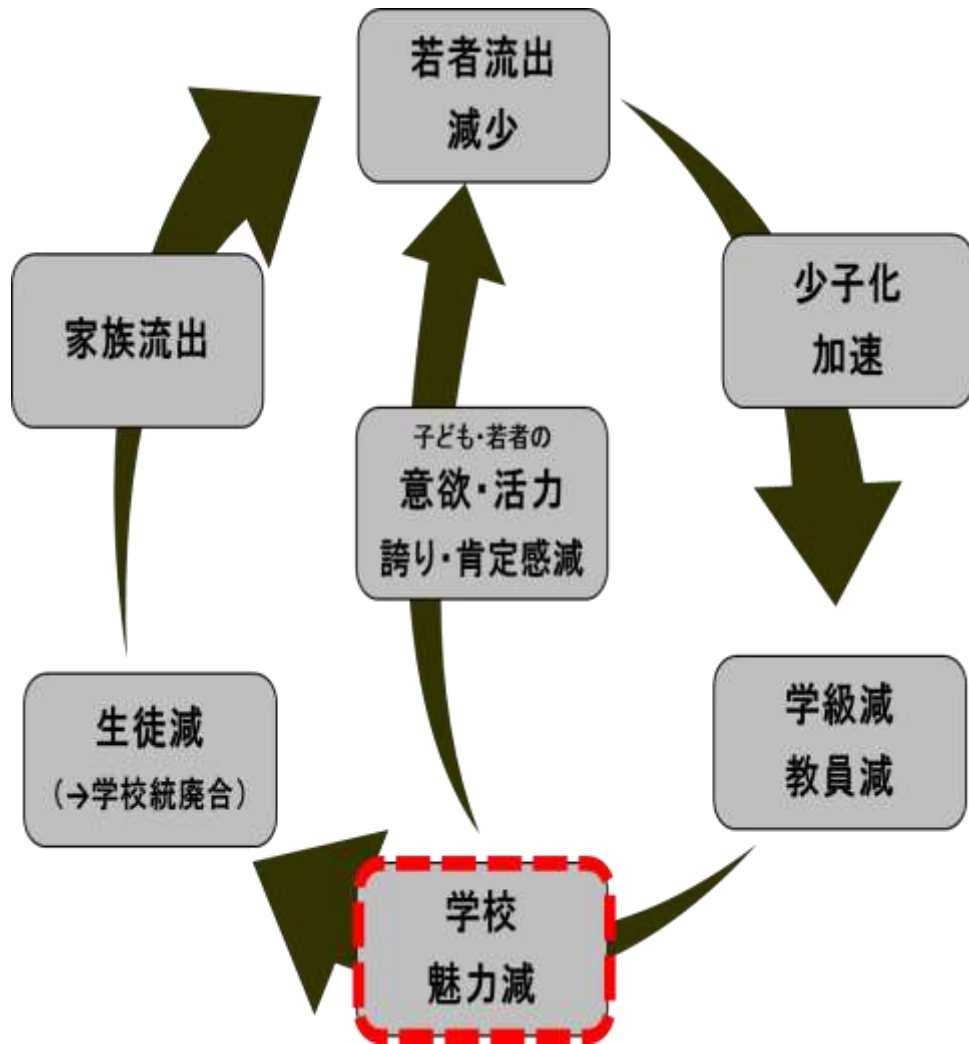 若者流出
減少
少子化
加速
家族流出
子ども・若者の
意欲・活力
誇り・肯定感減
学級減
教員減
生徒減
（→学校統廃合）
学校
魅力減